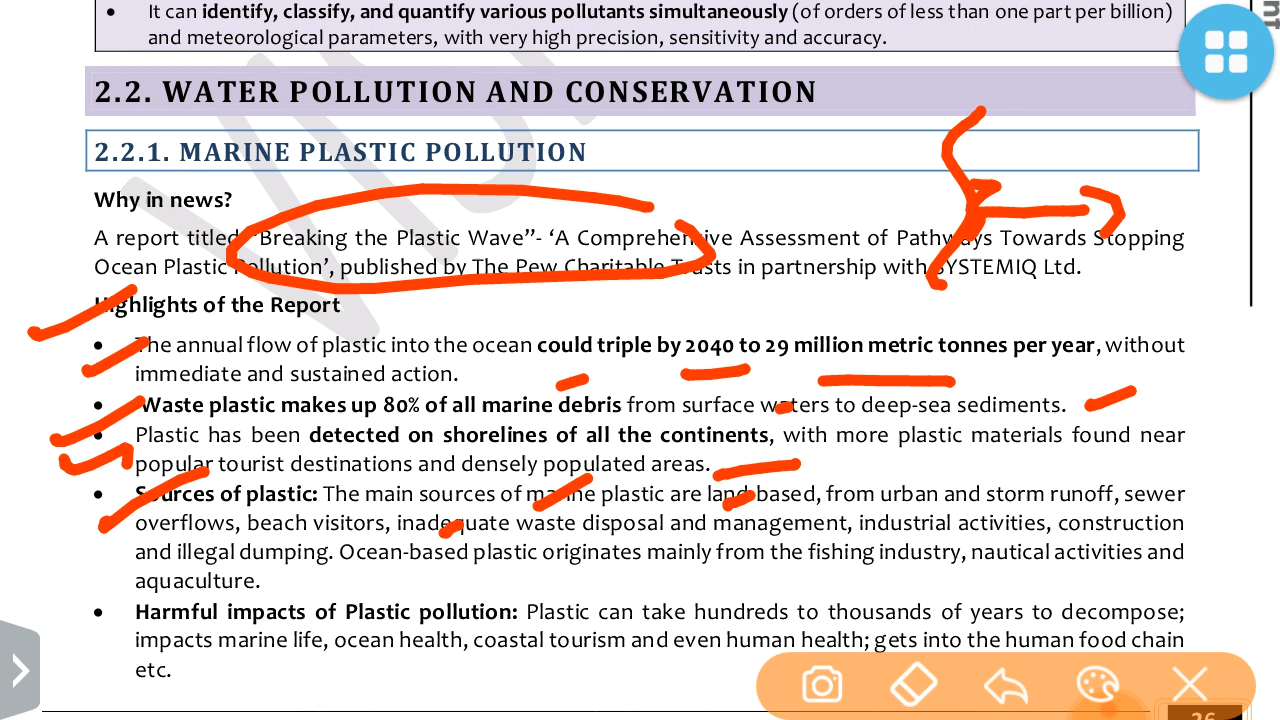 • It can identify, classify, and quantify various pollutants simultaneously (of orders of less than one part per billion)
and meteorological parameters, with very high precision, sensitivity and accuracy.
2.2. WATER POLLUTION AND CONSERVATION
2.2.1. MARINE PLASTIC POLLUTION
Why in news?
A report titled “Breaking the Plastic Wave”- ‘A Comprehensive Assessment of Pathways Towards Stopping
Ocean Plastic Pollution’, published by The Pew Charitable Trusts in partnership with SYSTEMIQ Ltd.
Highlights of the Report
• The annual flow of plastic into the ocean could triple by 2040 to 29 million metric tonnes per year, without
immediate and sustained action.
• Waste plastic makes up 80% of all marine debris from surface waters to deep-sea sediments.
• Plastic has been detected on shorelines of all the continents, with more plastic materials found near
popular tourist destinations and densely populated areas.
• Sources of plastic: The main sources of marine plastic are land-based, from urban and storm runoff, sewer
overflows, beach visitors, inadequate waste disposal and management, industrial activities, construction
and illegal dumping. Ocean-based plastic originates mainly from the fishing industry, nautical activities and
aquaculture.
• Harmful impacts of Plastic pollution: Plastic can take hundreds to thousands of years to decompose;
impacts marine life, ocean health, coastal tourism and even human health; gets into the human food chain
etc.
26